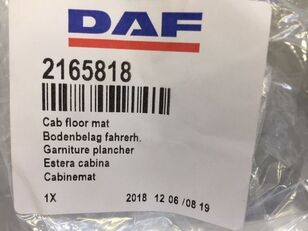 DAF
2165818
Cab floor mat
Bodenbelag fahrerh.
Garniture plancher
Estera cabina
Cabinemat
1X 2018 12 06 /08 19